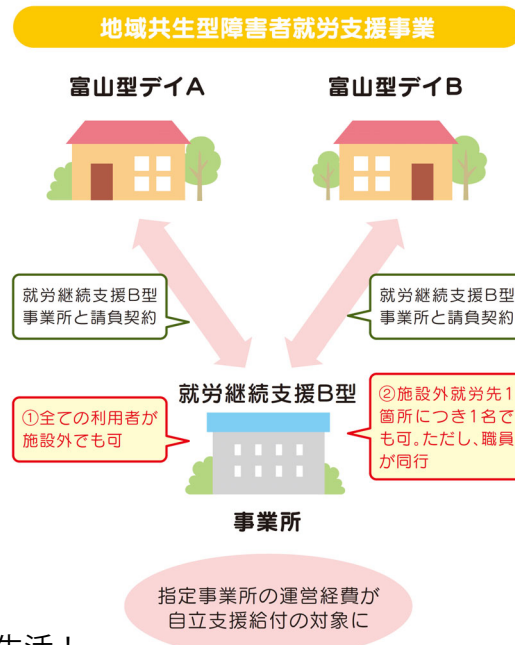 地域共生型障害者就労支援事業
富山型デイA
富山型デイB
就労継続支援B型
事業所と請負契約
就労継続支援B型
事業所と請負契約
就労継続支援B型
①全ての利用者が
施設外でも可
②施設外就労先1
箇所につき1名で
も可。ただし、職員
が同行
事業所
指定事業所の運営経費が
自立支援給付の対象に